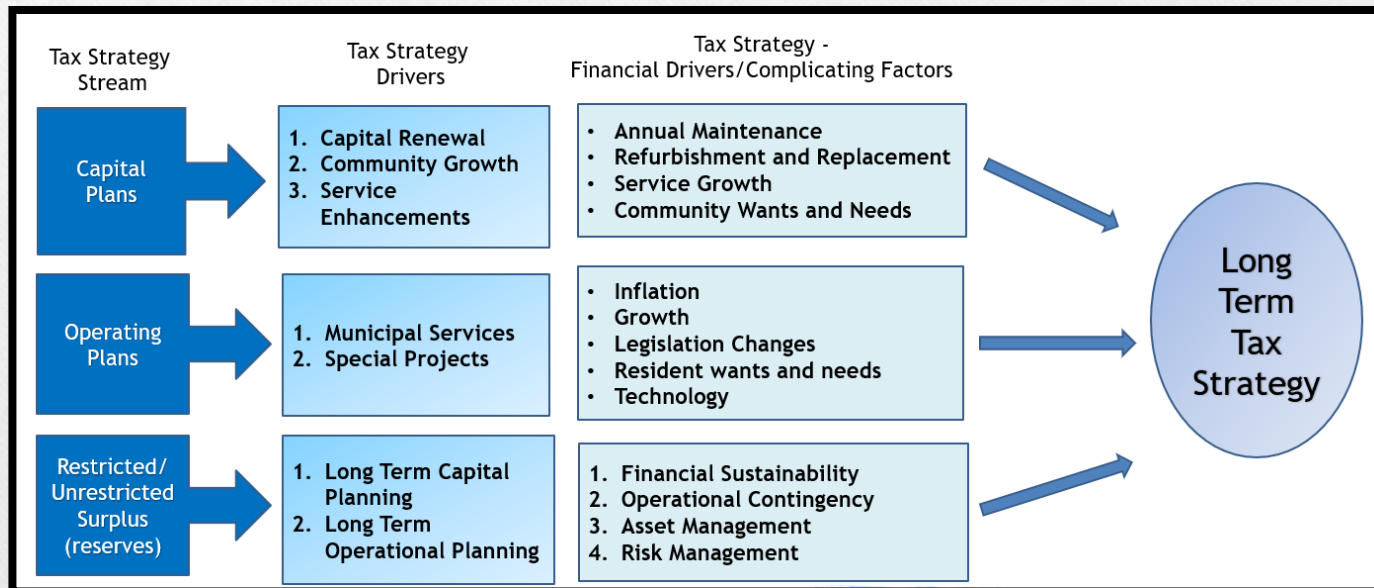 Tax Strategy
Stream
Tax Strategy
Drivers
Tax Strategy -
Financial Drivers/Complicating Factors
Capital
Plans
1. Capital Renewal
2. Community Growth
3. Service
Enhancements
• Annual Maintenance
• Refurbishment and Replacement
• Service Growth
• Community Wants and Needs
Operating
Plans
1. Municipal Services
2. Special Projects
• Inflation
• Growth
• Legislation Changes
• Resident wants and needs
• Technology
Restricted/
Unrestricted
Surplus
(reserves)
1. Long Term Capital
Planning
2. Long Term
Operational Planning
1. Financial Sustainability
2. Operational Contingency
3. Asset Management
4. Risk Management
Long
Term
Tax
Strategy